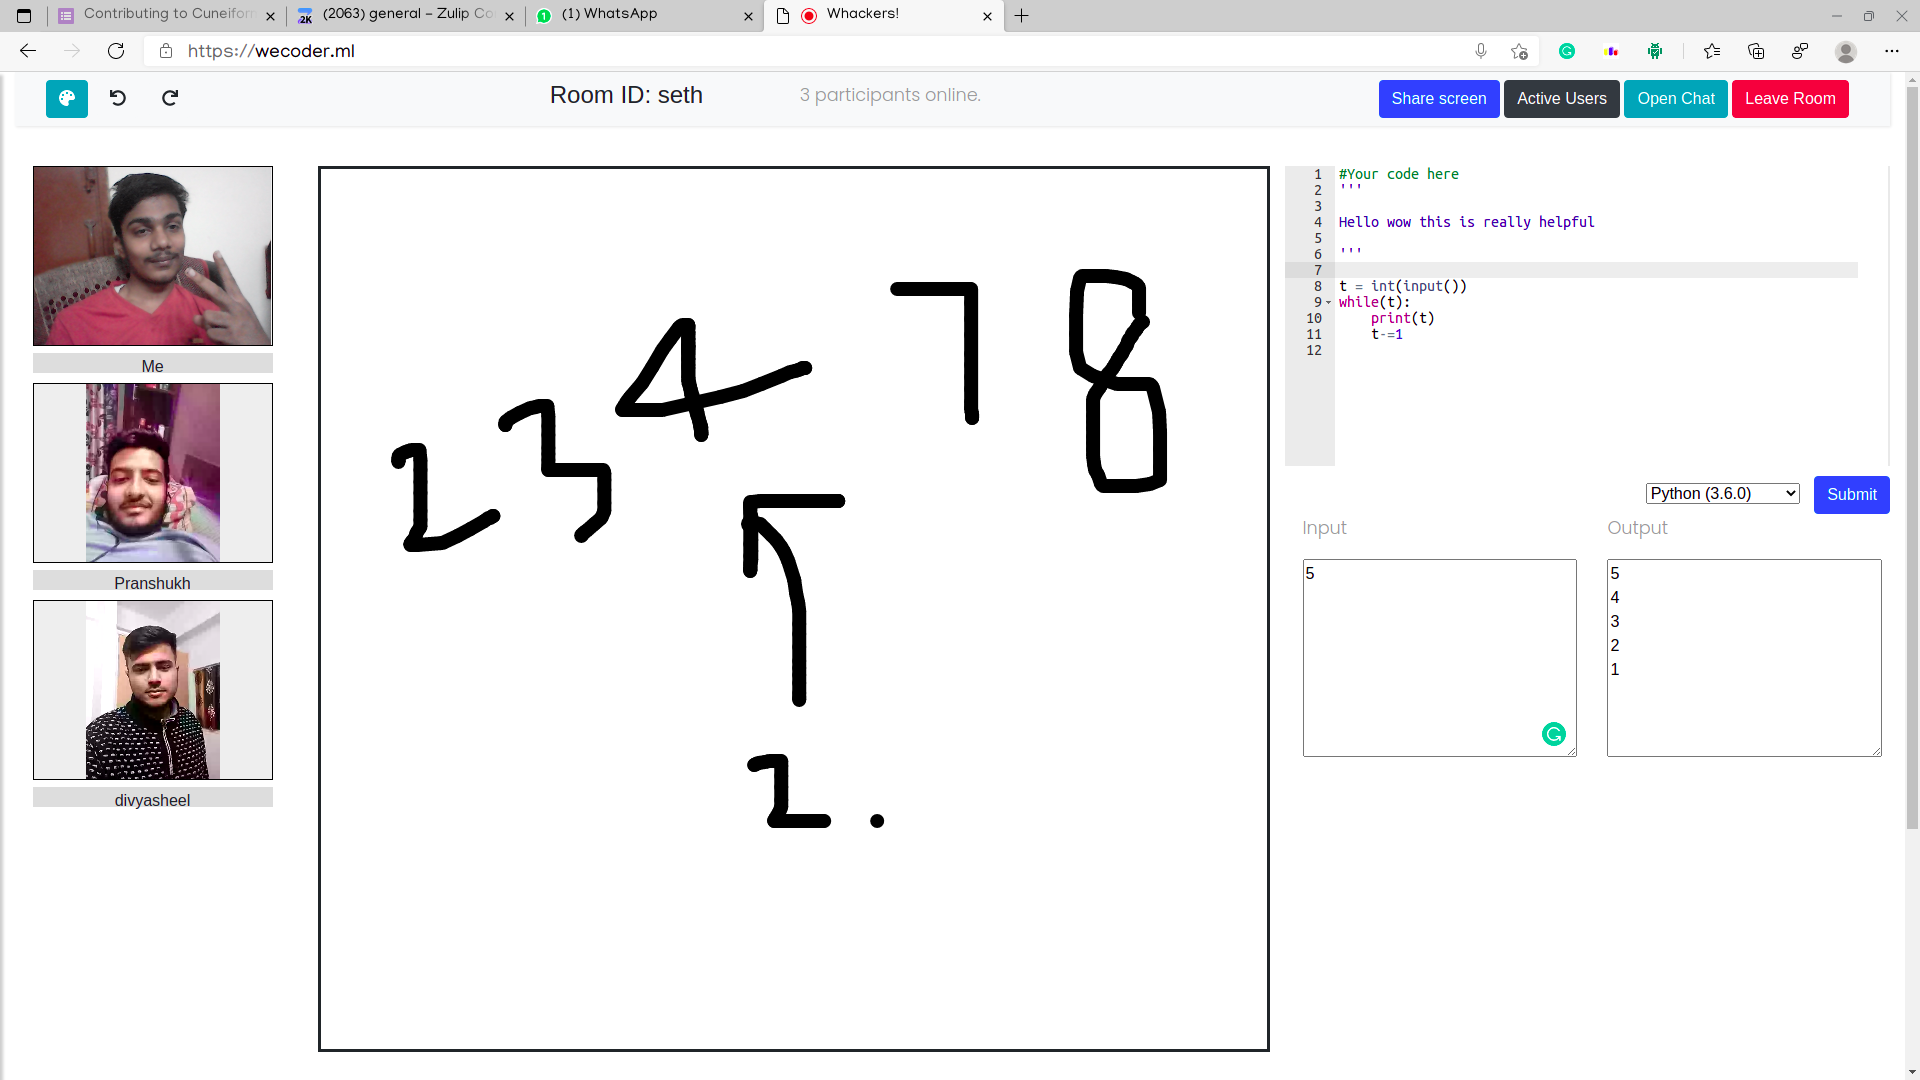 Contributing to Cuneiform
(2063) general – Zulip Co
(1) WhatsApp
Whackers!
https://wecoder.ml
Room ID: seth
3 participants online.
Share screen
Active Users
Open Chat
Leave Room
Me
Pranshukh
divyasheel
2 3 4 7 8
2 .
1 #Your code here
2 '''
3
4 Hello wow this is really helpful
5
6 '''
7
8 t = int(input())
9 while(t):
10 print(t)
11 t-=1
12
Python (3.6.0)
Submit
Input
Output
5
5
4
3
2
1